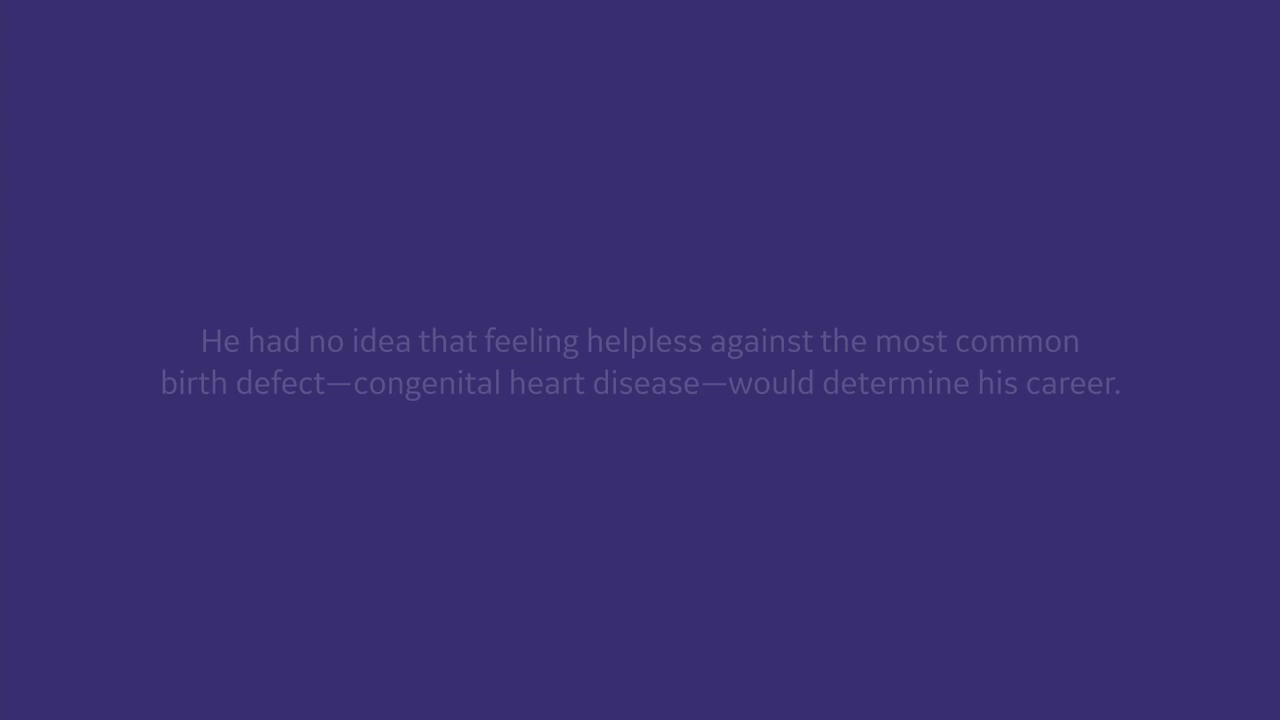 He had no idea that feeling helpless against the most common
birth defect—congenital heart disease—would determine his career.